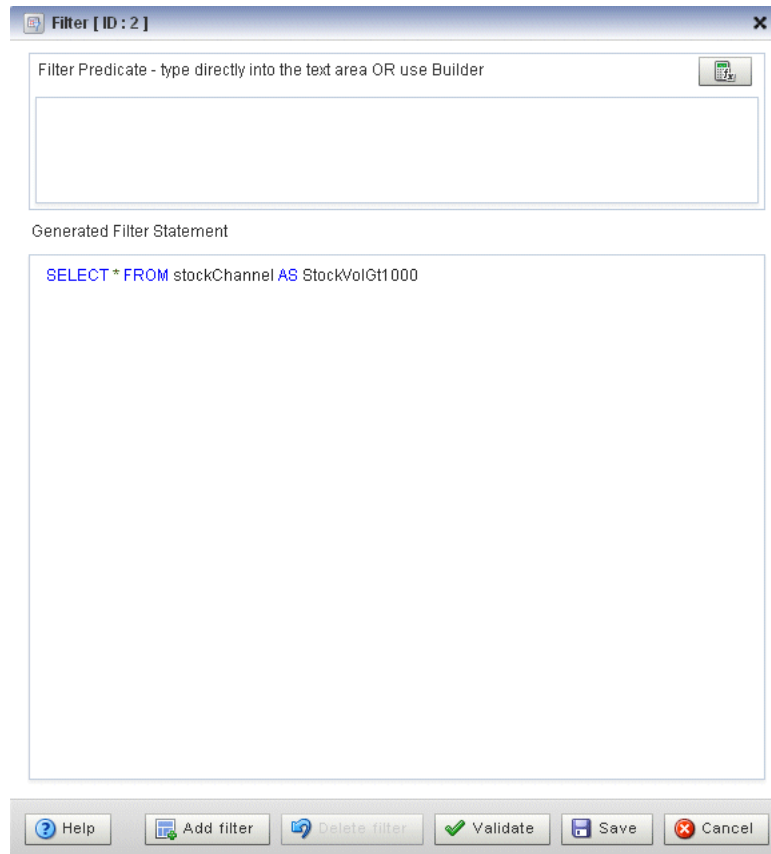 Filter [ ID : 2 ]
Filter Predicate - type directly into the text area OR use Builder
Generated Filter Statement
SELECT * FROM stockChannel AS StockVolGt1000
Help Add filter Delete filter Validate Save Cancel